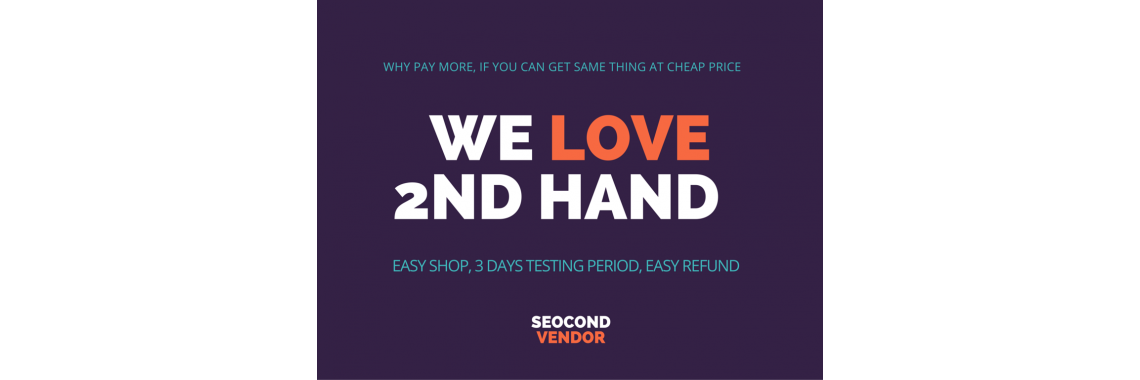 WHY PAY MORE, IF YOU CAN GET SAME THING AT CHEAP PRICE
WE LOVE
2ND HAND
EASY SHOP, 3 DAYS TESTING PERIOD, EASY REFUND
SEOCOND
VENDOR